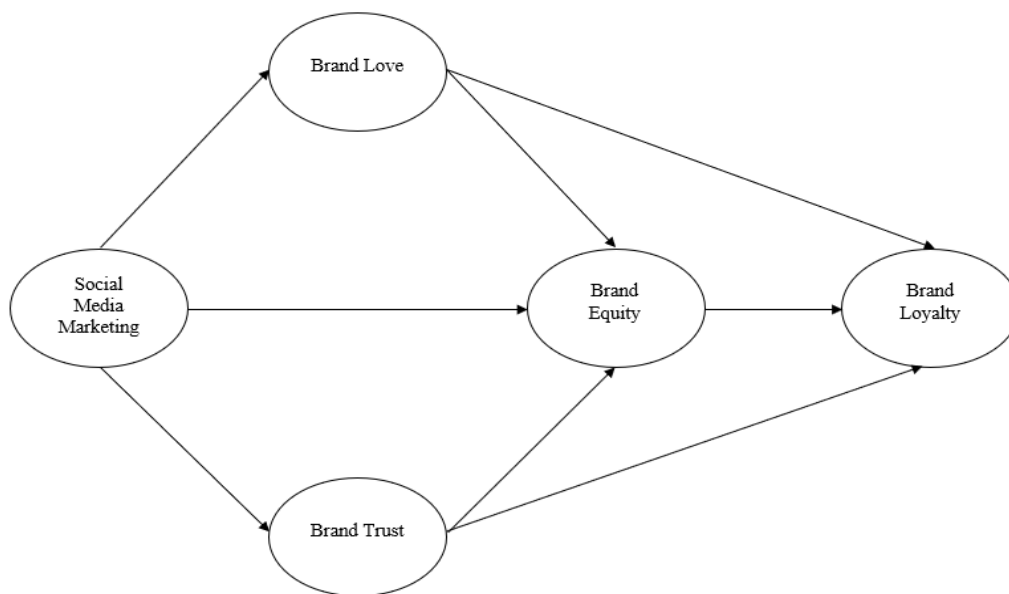 Brand Love
Social
Media
Marketing
Brand
Equity
Brand
Loyalty
Brand Trust